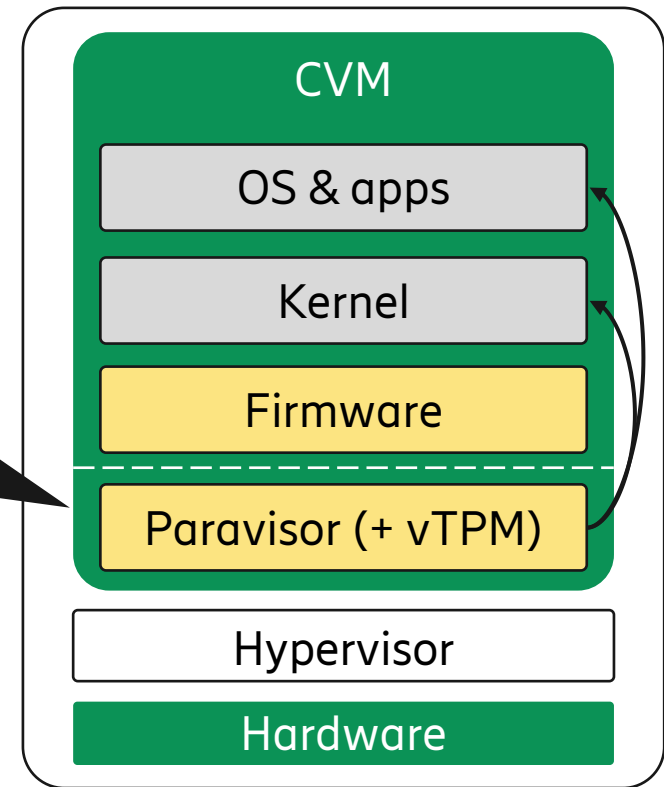 CVM
OS & apps
Kernel
Firmware
Paravisor (+ vTPM)
Hypervisor
Hardware